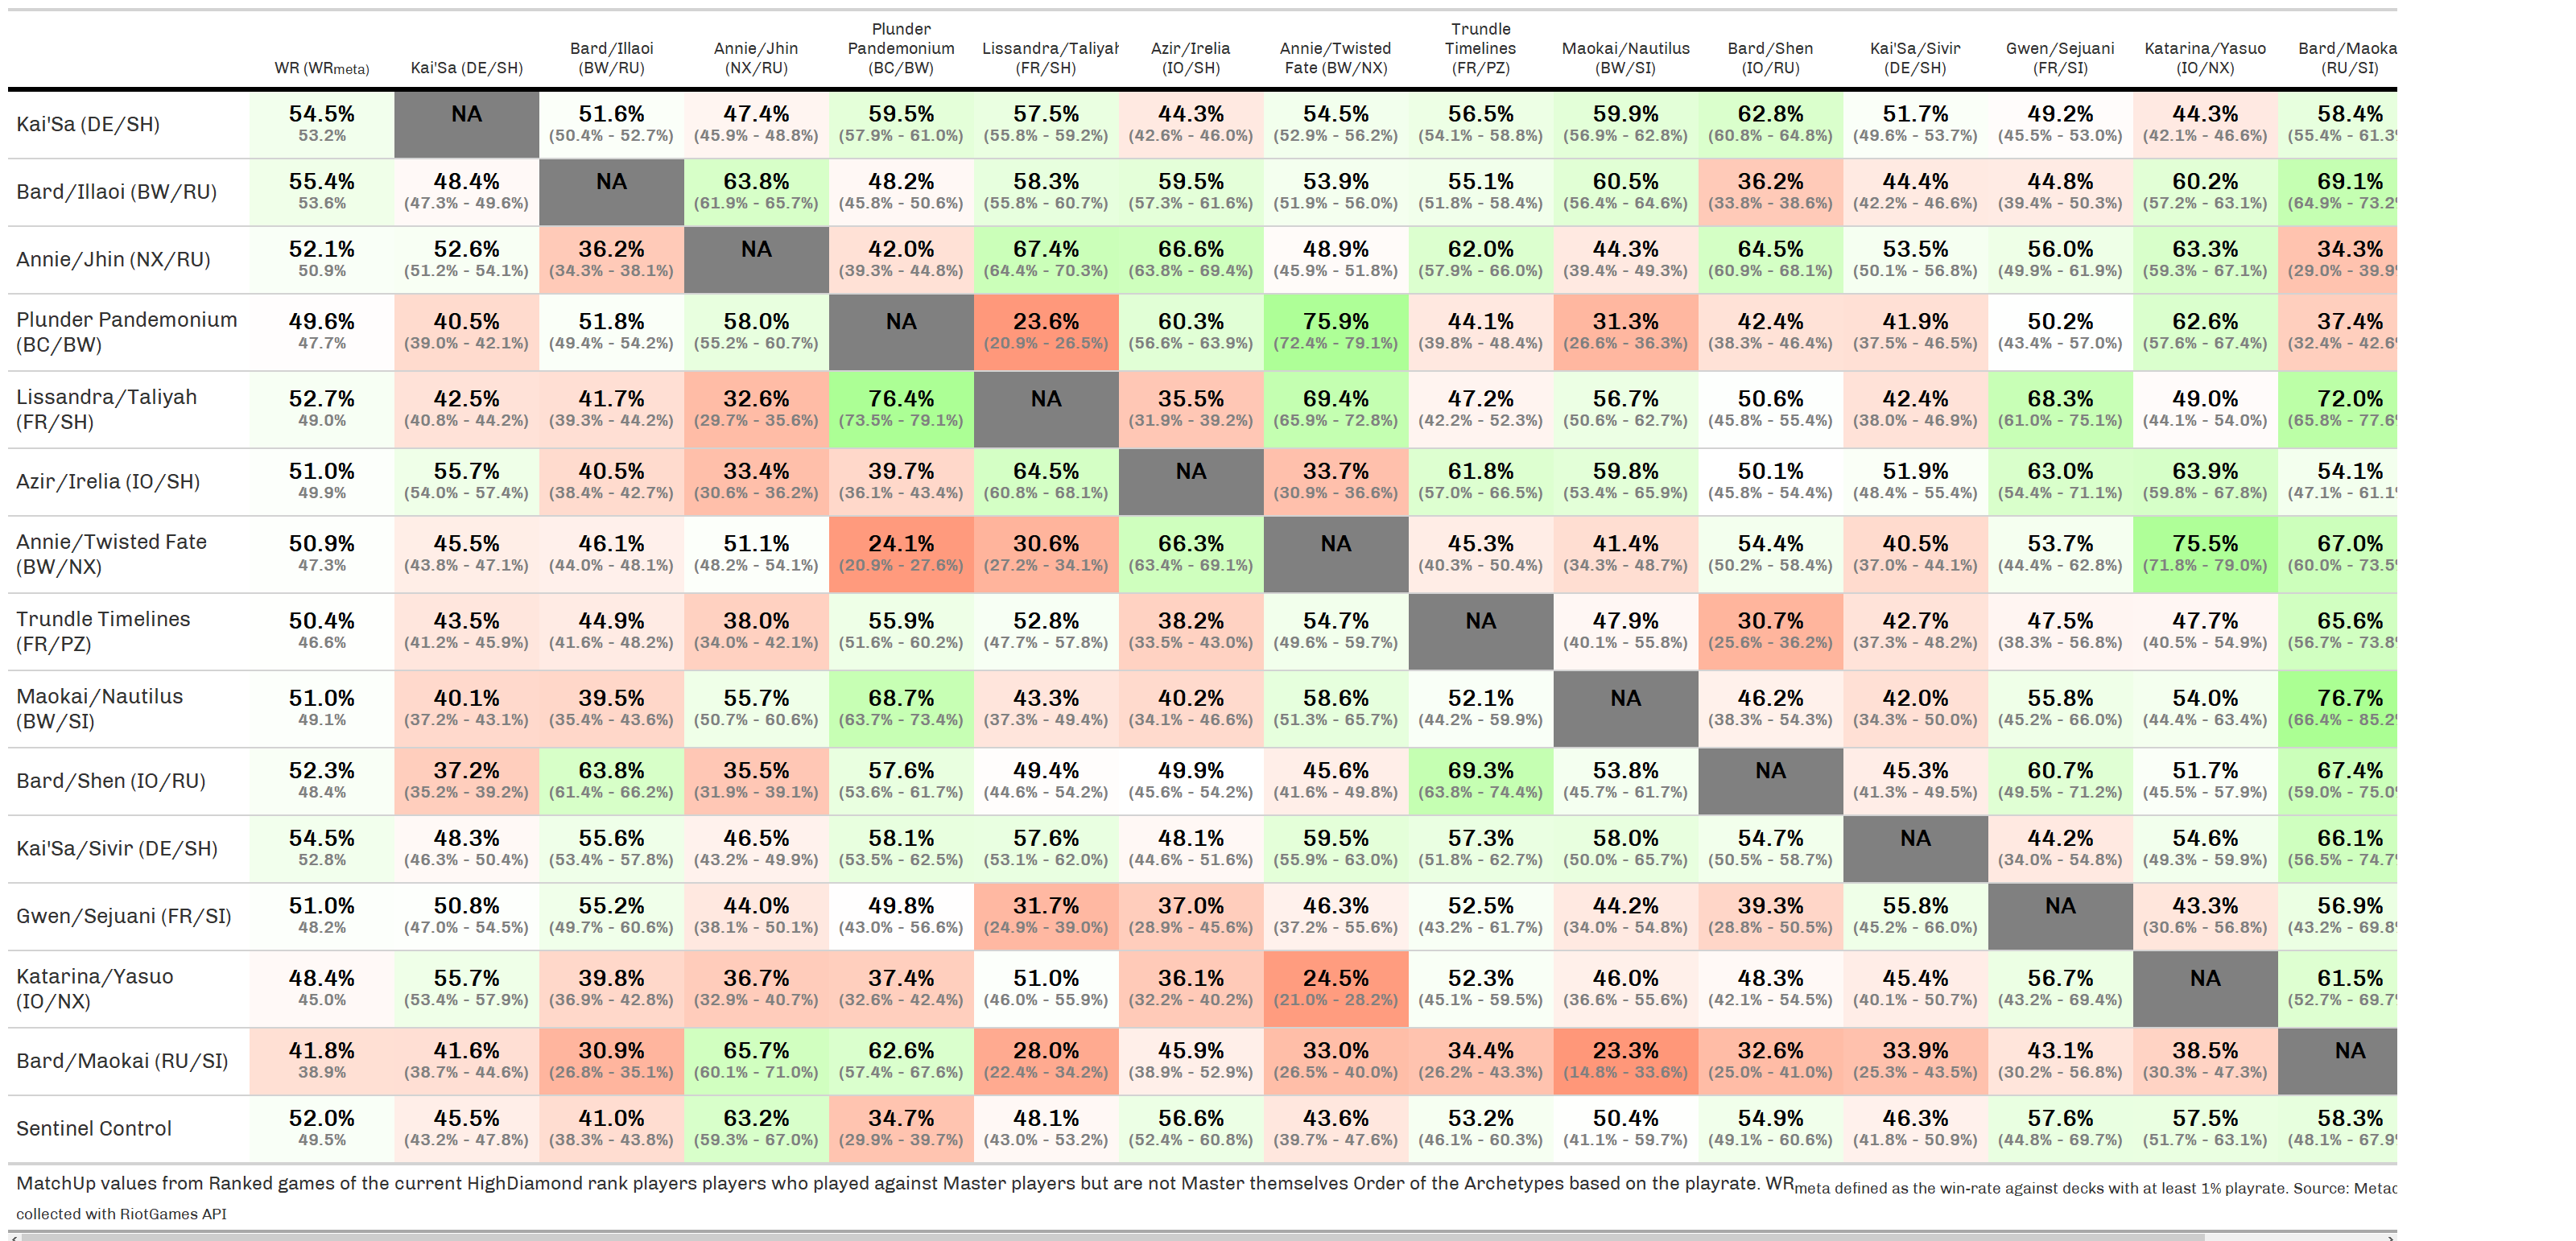 WR (WRmeta) Kai'Sa (DE/SH) Bard/Illaoi (BW/RU) Annie/Jhin (NX/RU) Plunder Pandemonium (BC/BW) Lissandra/Taliyah (FR/SH) Azir/Irelia (IO/SH) Annie/Twisted Fate (BW/NX) Trundle Timelines (FR/PZ) Maokai/Nautilus (BW/SI) Bard/Shen (IO/RU) Kai'Sa/Sivir (DE/SH) Gwen/Sejuani (FR/SI) Katarina/Yasuo (IO/NX) Bard/Maoka (RU/SI)
Kai'Sa (DE/SH) 54.5% NA 51.6% 47.4% 59.5% 57.5% 44.3% 54.5% 56.5% 59.9% 62.8% 51.7% 49.2% 44.3% 58.4%
53.2% (50.4% - 52.7%) (45.9% - 48.8%) (57.9% - 61.0%) (55.8% - 59.2%) (42.6% - 46.0%) (52.9% - 56.2%) (54.1% - 58.8%) (56.9% - 62.8%) (60.8% - 64.8%) (49.6% - 53.7%) (45.5% - 53.0%) (42.1% - 46.6%) (55.4% - 61.3%
Bard/Illaoi (BW/RU) 55.4% 48.4% NA 63.8% 48.2% 58.3% 59.5% 53.9% 55.1% 60.5% 36.2% 44.4% 44.8% 60.2% 69.1%
53.6% (47.3% - 49.6%) (61.9% - 65.7%) (45.8% - 50.6%) (55.8% - 60.7%) (57.3% - 61.6%) (51.9% - 56.0%) (51.8% - 58.4%) (56.4% - 64.6%) (33.8% - 38.6%) (42.2% - 46.6%) (39.4% - 50.3%) (57.2% - 63.1%) (64.9% - 73.2%
Annie/Jhin (NX/RU) 52.1% 52.6% 36.2% NA 42.0% 67.4% 66.6% 48.9% 62.0% 44.3% 64.5% 53.5% 56.0% 63.3% 34.3%
50.9% (51.2% - 54.1%) (34.3% - 38.1%) (39.3% - 44.8%) (64.4% - 70.3%) (63.8% - 69.4%) (45.9% - 51.8%) (57.9% - 66.0%) (39.4% - 49.3%) (60.9% - 68.1%) (50.1% - 56.8%) (49.9% - 61.9%) (59.3% - 67.1%) (29.0% - 39.9%
Plunder Pandemonium (BC/BW) 49.6% 40.5% 51.8% 58.0% NA 23.6% 60.3% 75.9% 44.1% 31.3% 42.4% 41.9% 50.2% 62.6% 37.4%
47.7% (39.0% - 42.1%) (49.4% - 54.2%) (55.2% - 60.7%) (20.9% - 26.5%) (56.6% - 63.9%) (72.4% - 79.1%) (39.8% - 48.4%) (26.6% - 36.3%) (38.3% - 46.4%) (37.5% - 46.5%) (43.4% - 57.0%) (57.6% - 67.4%) (32.4% - 42.6%
Lissandra/Taliyah (FR/SH) 52.7% 42.5% 41.7% 32.6% 76.4% NA 35.5% 69.4% 47.2% 56.7% 50.6% 42.4% 68.3% 49.0% 72.0%
49.0% (40.8% - 44.2%) (39.3% - 44.2%) (29.7% - 35.6%) (73.5% - 79.1%) (31.9% - 39.2%) (65.9% - 72.8%) (42.2% - 52.3%) (50.6% - 62.7%) (45.8% - 55.4%) (38.0% - 46.9%) (61.0% - 75.1%) (44.1% - 54.0%) (65.8% - 77.6%
Azir/Irelia (IO/SH) 51.0% 55.7% 40.5% 33.4% 39.7% 64.5% NA 33.7% 61.8% 59.8% 50.1% 51.9% 63.0% 63.9% 54.1%
49.9% (54.0% - 57.4%) (38.4% - 42.7%) (30.6% - 36.2%) (36.1% - 43.4%) (60.8% - 68.1%) (30.9% - 36.6%) (57.0% - 66.5%) (53.4% - 65.9%) (45.8% - 54.4%) (48.4% - 55.4%) (54.4% - 71.1%) (59.8% - 67.8%) (47.1% - 61.1%
Annie/Twisted Fate (BW/NX) 50.9% 45.5% 46.1% 51.1% 24.1% 30.6% 66.3% NA 45.3% 41.4% 54.4% 40.5% 53.7% 75.5% 67.0%
47.3% (43.8% - 47.1%) (44.0% - 48.1%) (48.2% - 54.1%) (20.9% - 27.6%) (27.2% - 34.1%) (63.4% - 69.1%) (40.3% - 50.4%) (34.3% - 48.7%) (50.2% - 58.4%) (37.0% - 44.1%) (44.4% - 62.8%) (71.8% - 79.0%) (60.0% - 73.5%
Trundle Timelines (FR/PZ) 50.4% 43.5% 44.9% 38.0% 55.9% 52.8% 38.2% 54.7% NA 47.9% 30.7% 42.7% 47.5% 47.7% 65.6%
46.6% (41.2% - 45.9%) (41.6% - 48.2%) (34.0% - 42.1%) (51.6% - 60.2%) (47.7% - 57.8%) (33.5% - 43.0%) (49.6% - 59.7%) (40.1% - 55.8%) (25.6% - 36.2%) (37.3% - 48.2%) (38.3% - 56.8%) (40.5% - 54.9%) (56.7% - 73.8%
Maokai/Nautilus (BW/SI) 51.0% 40.1% 39.5% 55.7% 68.7% 43.3% 40.2% 58.6% 52.1% NA 46.2% 42.0% 55.8% 54.0% 76.7%
49.1% (37.2% - 43.1%) (35.4% - 43.6%) (50.7% - 60.6%) (63.7% - 73.4%) (37.3% - 49.4%) (34.1% - 46.6%) (51.3% - 65.7%) (44.2% - 59.9%) (38.3% - 54.3%) (34.3% - 50.0%) (45.2% - 66.0%) (44.4% - 63.4%) (66.4% - 85.2%
Bard/Shen (IO/RU) 52.3% 37.2% 63.8% 35.5% 57.6% 49.4% 49.9% 45.6% 69.3% 53.8% NA 45.3% 60.7% 51.7% 67.4%
48.4% (35.2% - 39.2%) (61.4% - 66.2%) (31.9% - 39.1%) (53.6% - 61.7%) (44.6% - 54.2%) (45.6% - 54.2%) (41.6% - 49.8%) (63.8% - 74.4%) (45.7% - 61.7%) (41.3% - 49.5%) (49.5% - 71.2%) (45.5% - 57.9%) (59.0% - 75.0%
Kai'Sa/Sivir (DE/SH) 54.5% 48.3% 55.6% 46.5% 58.1% 57.6% 48.1% 59.5% 57.3% 58.0% 54.7% NA 44.2% 54.6% 66.1%
52.8% (46.3% - 50.4%) (53.4% - 57.8%) (43.2% - 49.9%) (53.5% - 62.5%) (53.1% - 62.0%) (44.6% - 51.6%) (55.9% - 63.0%) (51.8% - 62.7%) (50.0% - 65.7%) (50.5% - 58.7%) (34.0% - 54.8%) (49.3% - 59.9%) (56.5% - 74.7%
Gwen/Sejuani (FR/SI) 51.0% 50.8% 55.2% 44.0% 49.8% 31.7% 37.0% 46.3% 52.5% 44.2% 39.3% 55.8% NA 43.3% 56.9%
48.2% (47.0% - 54.5%) (49.7% - 60.6%) (38.1% - 50.1%) (43.0% - 56.6%) (24.9% - 39.0%) (28.9% - 45.6%) (37.2% - 55.6%) (43.2% - 61.7%) (34.0% - 54.8%) (28.8% - 50.5%) (45.2% - 66.0%) (30.6% - 56.8%) (43.2% - 69.8%
Katarina/Yasuo (IO/NX) 48.4% 55.7% 39.8% 36.7% 37.4% 51.0% 36.1% 24.5% 52.3% 46.0% 48.3% 45.4% 56.7% NA 61.5%
45.0% (53.4% - 57.9%) (36.9% - 42.8%) (32.9% - 40.7%) (32.6% - 42.4%) (46.0% - 55.9%) (32.2% - 40.2%) (21.0% - 28.2%) (45.1% - 59.5%) (36.6% - 55.6%) (42.1% - 54.5%) (40.1% - 50.7%) (43.2% - 69.4%) (52.7% - 69.7%
Bard/Maokai (RU/SI) 41.8% 41.6% 30.9% 65.7% 62.6% 28.0% 45.9% 33.0% 34.4% 23.3% 32.6% 33.9% 43.1% 38.5% NA
38.9% (38.7% - 44.6%) (26.8% - 35.1%) (60.1% - 71.0%) (57.4% - 67.6%) (22.4% - 34.2%) (38.9% - 52.9%) (26.5% - 40.0%) (26.2% - 43.3%) (14.8% - 33.6%) (25.0% - 41.0%) (25.3% - 43.5%) (30.2% - 56.8%) (30.3% - 47.3%)
Sentinel Control 52.0% 45.5% 41.0% 63.2% 34.7% 48.1% 56.6% 43.6% 53.2% 50.4% 54.9% 46.3% 57.6% 57.5% 58.3%
49.5% (43.2% - 47.8%) (38.3% - 43.8%) (59.3% - 67.0%) (29.9% - 39.7%) (43.0% - 53.2%) (52.4% - 60.8%) (39.7% - 47.6%) (46.1% - 60.3%) (41.1% - 59.7%) (49.1% - 60.6%) (41.8% - 50.9%) (44.8% - 69.7%) (51.7% - 63.1%) (48.1% - 67.9%
MatchUp values from Ranked games of the current HighDiamond rank players players who played against Master players but are not Master themselves Order of the Archetypes based on the playrate. WRmeta defined as the win-rate against decks with at least 1% playrate. Source:
collected with RiotGames API